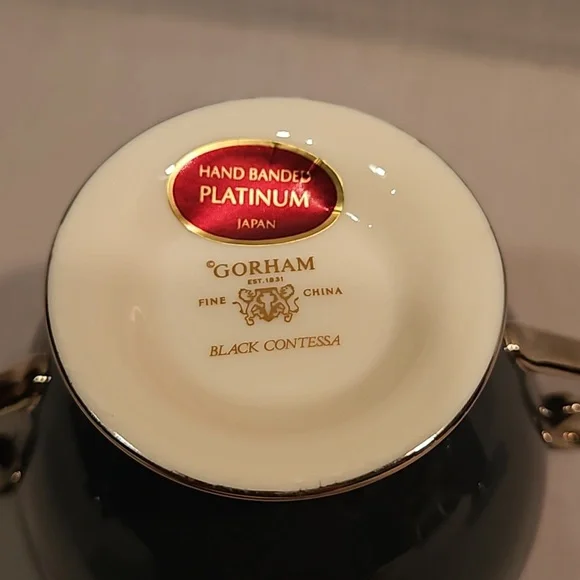 HAND BANDED
PLATINUM
JAPAN
©GORHAM
EST. 1831
FINE CHINA
BLACK CONTESSA